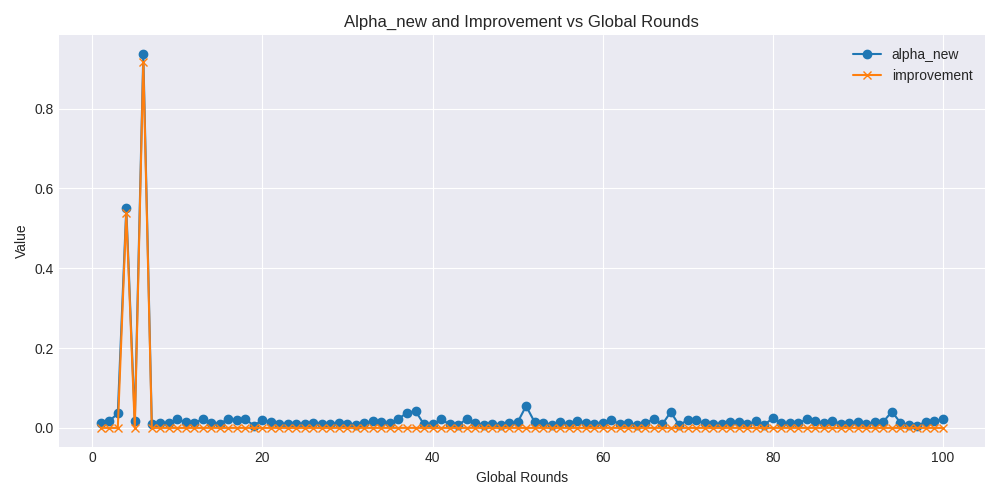 Alpha_new and Improvement vs Global Rounds
alpha_new
improvement
Value
0.8
0.6
0.4
0.2
0.0
0 20 40 60 80 100
Global Rounds